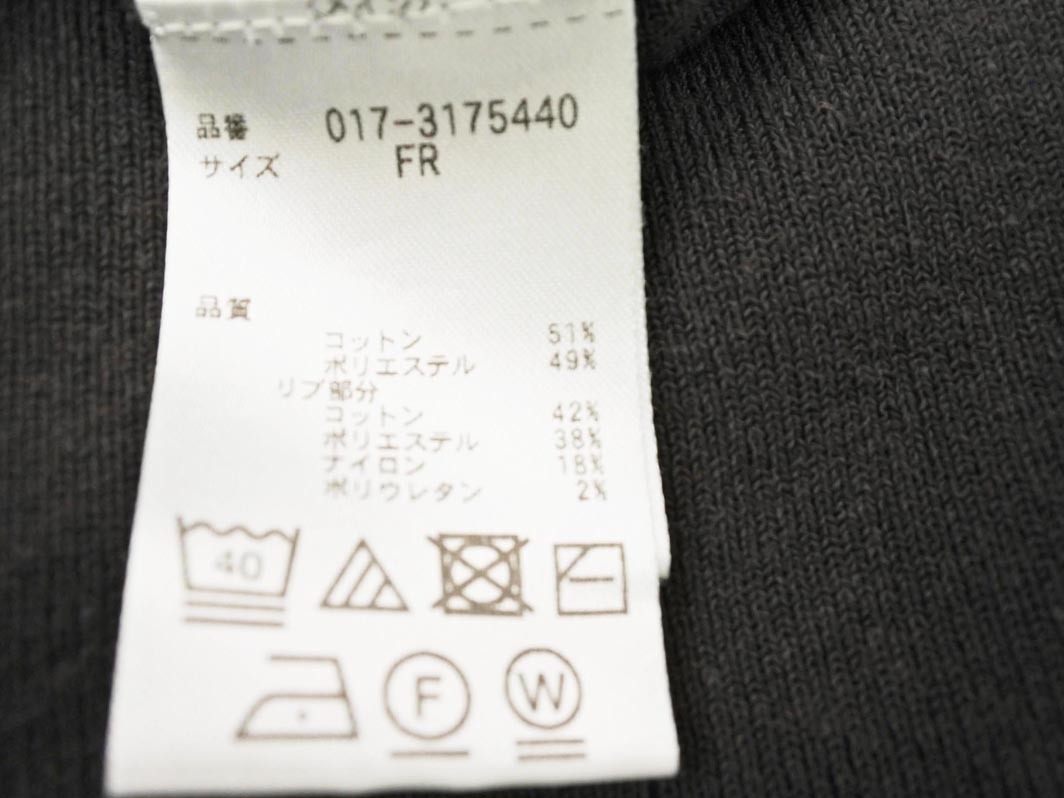 品番 017-3175440
サイズ FR
品質
コットン 51%
ポリエステル 49%
リブ部分
コットン 42%
ポリエステル 38%
ナイロン 18%
ポリウレタン 2%
40
F
W